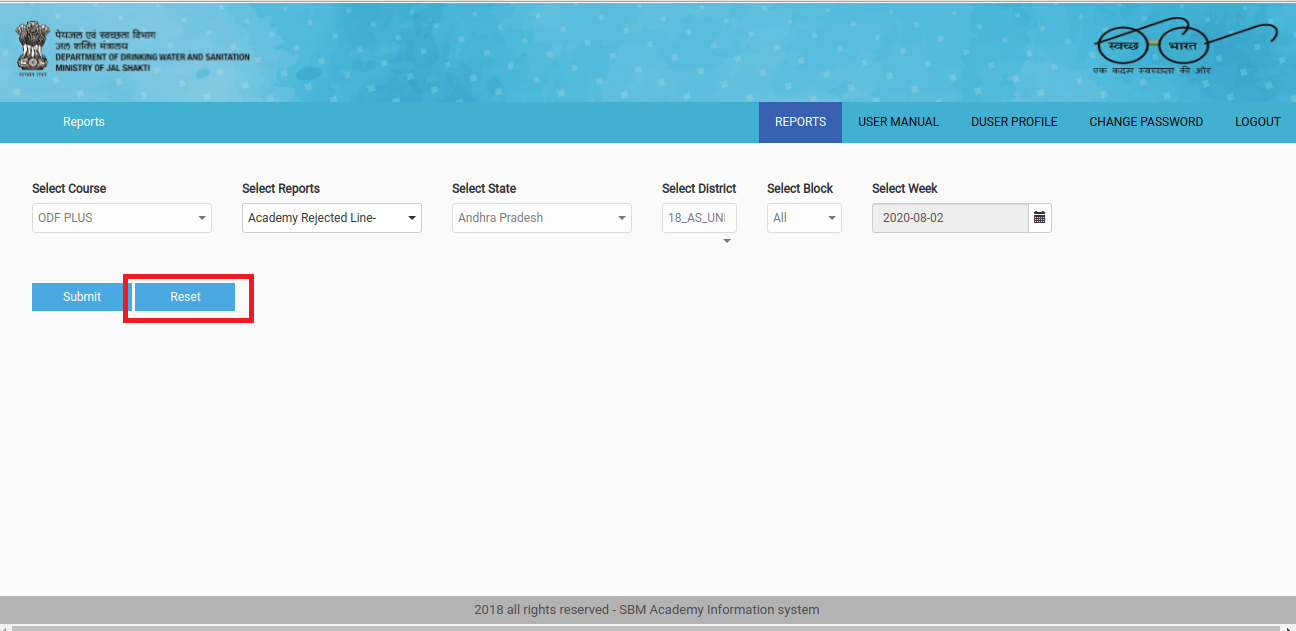 पेयजल एवं स्वच्छता विभाग
जल शक्ति मंत्रालय
DEPARTMENT OF DRINKING WATER AND SANITATION
MINISTRY OF JAL SHAKTI
स्वच्छ भारत
एक कदम स्वच्छता की ओर
Reports REPORTS USER MANUAL DUSER PROFILE CHANGE PASSWORD LOGOUT
Select Course Select Reports Select State Select District Select Block Select Week
ODF PLUS Academy Rejected Line- Andhra Pradesh 18_AS_UNI All 2020-08-02
Submit Reset
2018 all rights reserved - SBM Academy Information system